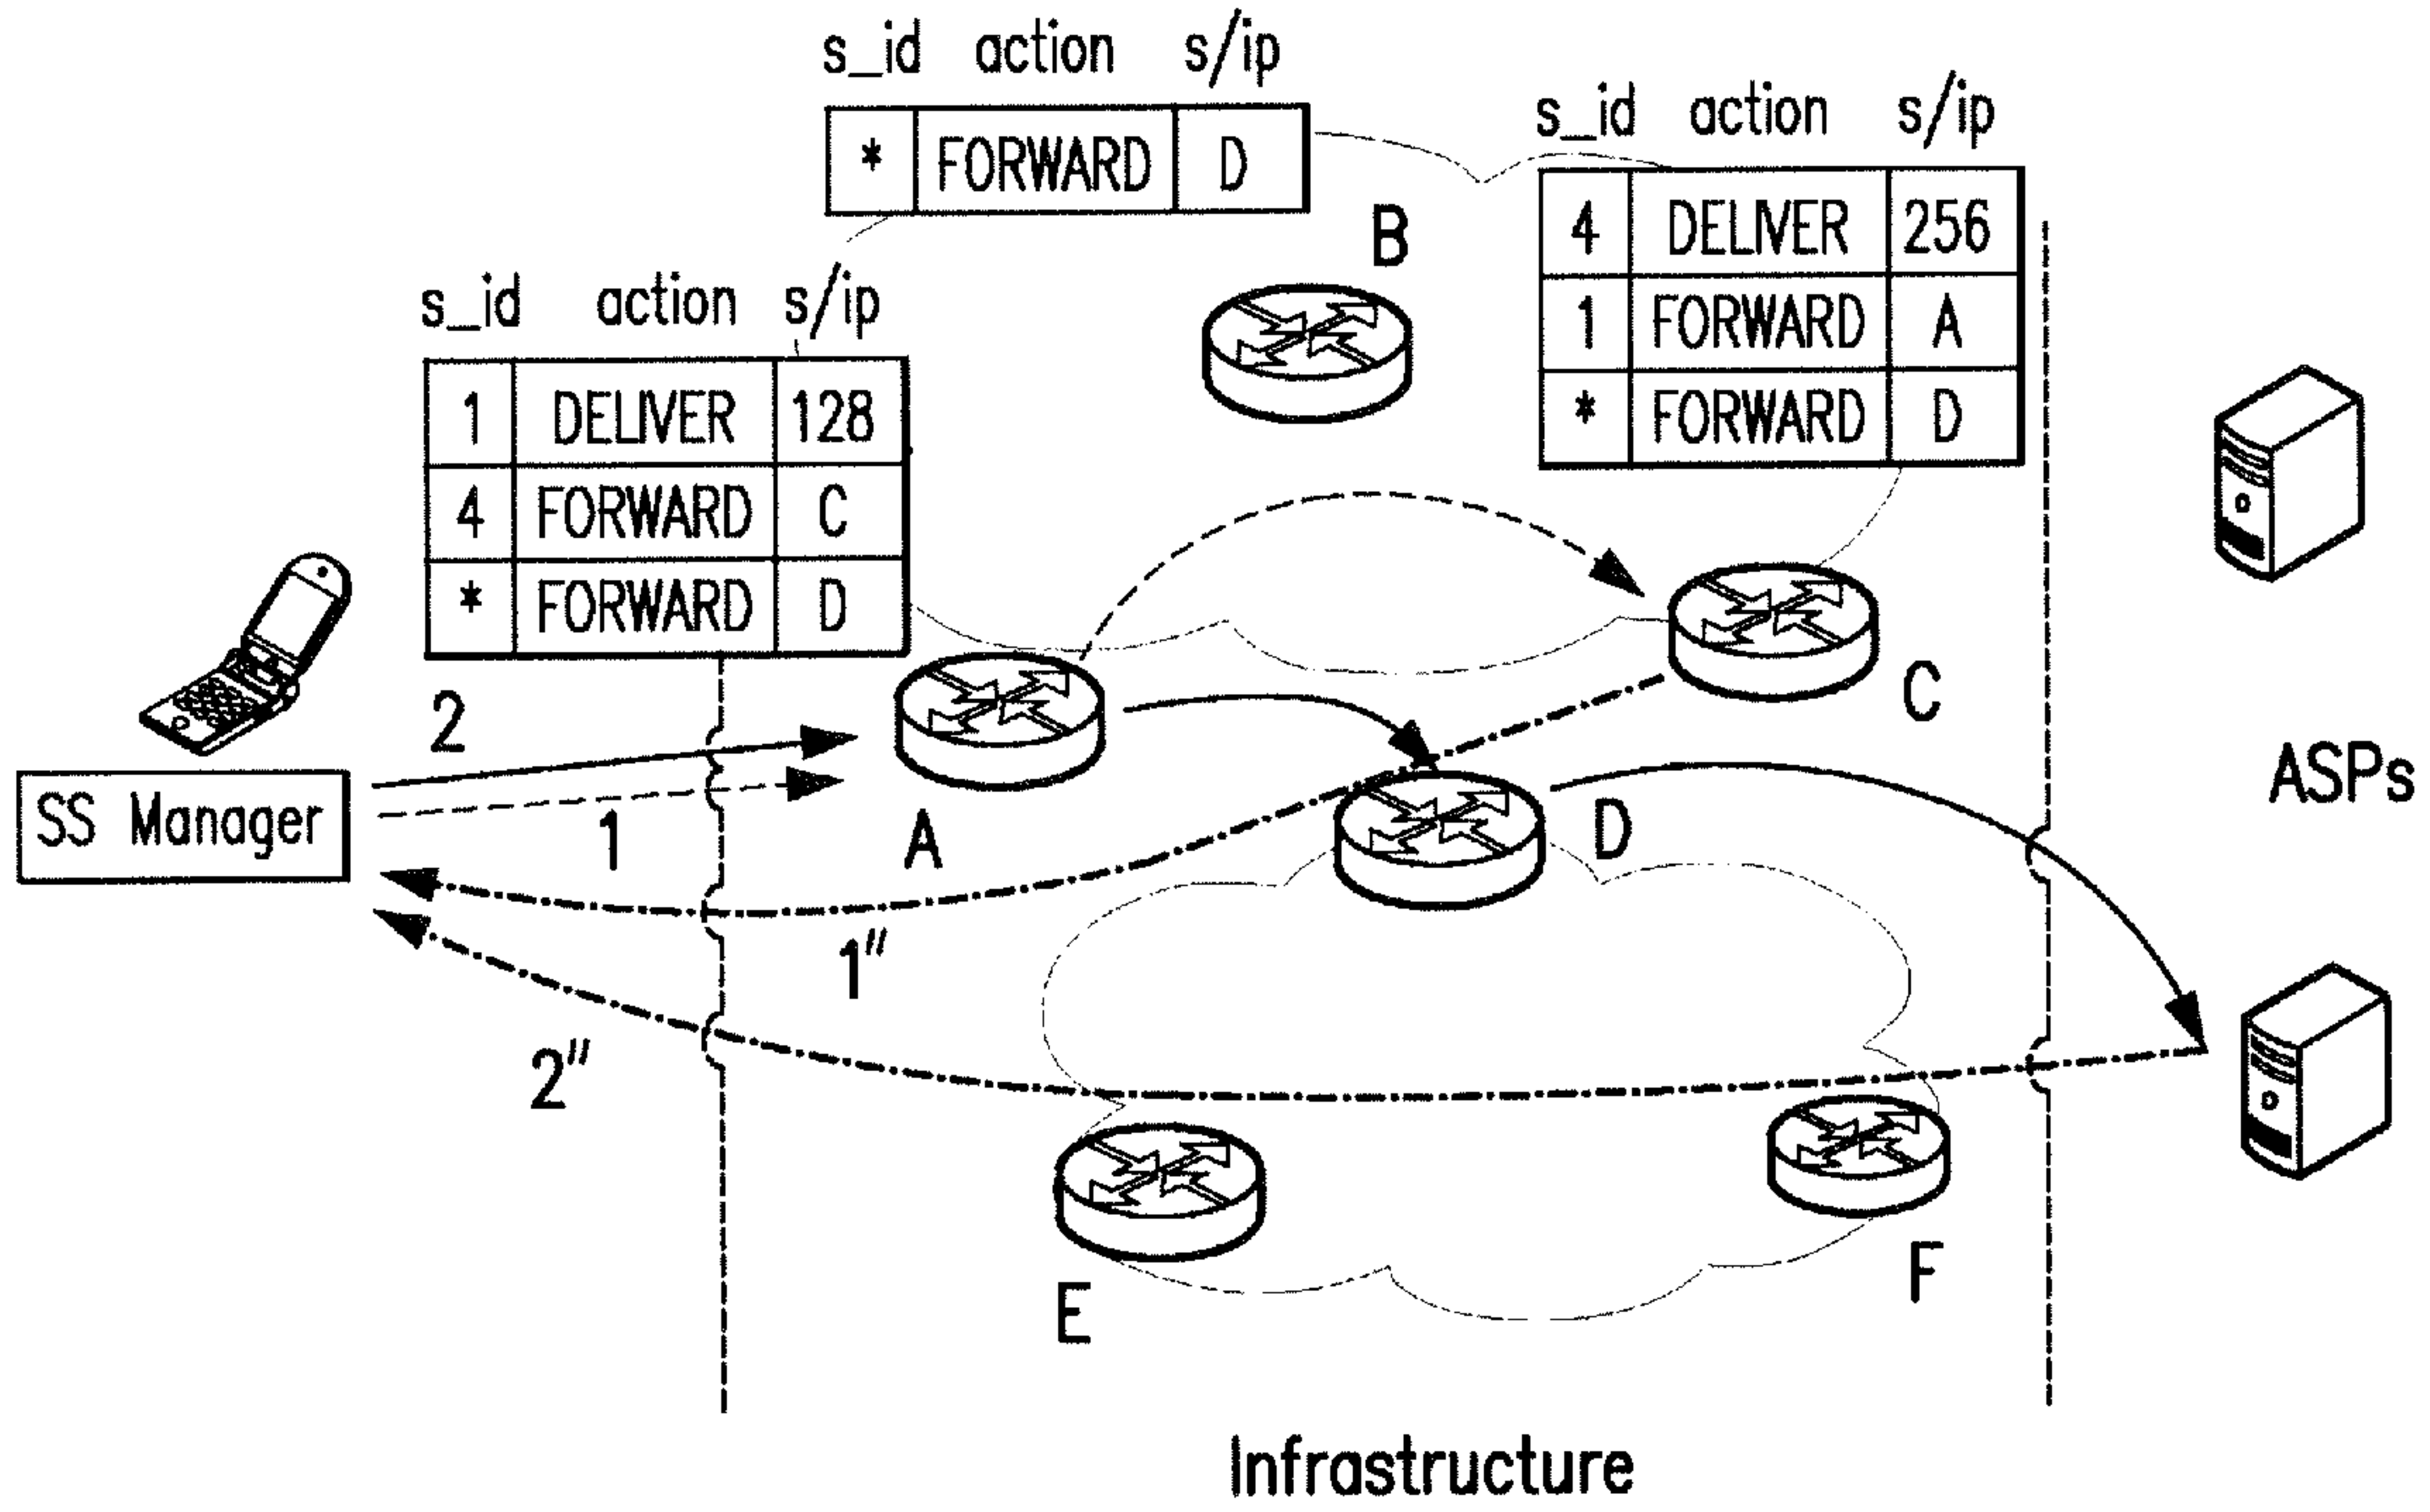 s_id action s/ip
* FORWARD D
s_id action s/ip
4 DELIVER 256
1 FORWARD A
* FORWARD D
B
s_id action s/ip
1 DELIVER 128
4 FORWARD C
* FORWARD D
C
2
SS Manager
1
A
D
ASPs
1"
2"
E
F
Infrastructure